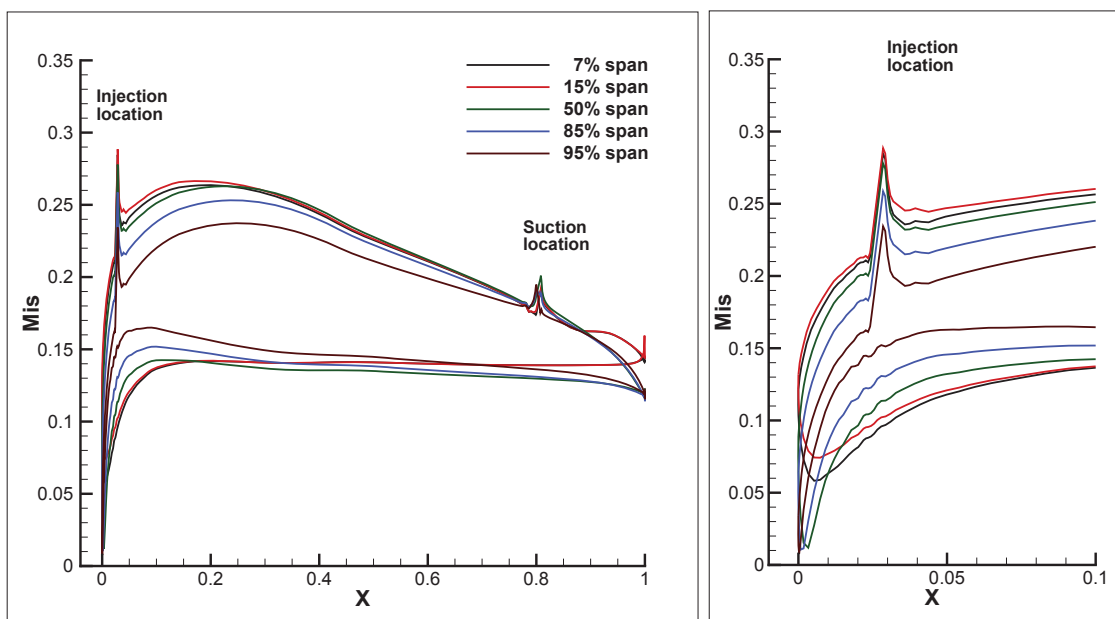 0.35
0.3
0.25
0.2
0.15
0.1
0.05
0
Mis
Injection
location
7% span
15% span
50% span
85% span
95% span
Suction
location
0 0.2 0.4 0.6 0.8 1
X
0.35
0.3
0.25
0.2
0.15
0.1
0.05
0
Mis
Injection
location
0 0.05 0.1
X